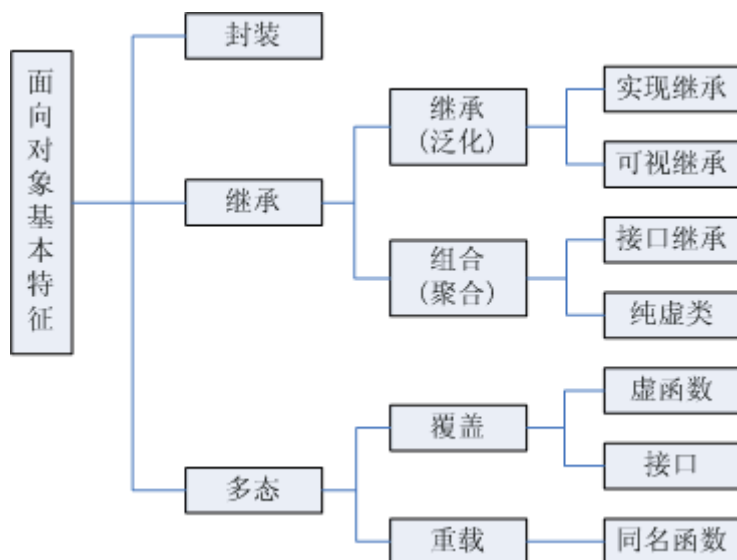 面向对象基本特征
封装
继承
继承
(泛化)
实现继承
可视继承
组合
(聚合)
接口继承
纯虚类
多态
覆盖
虚函数
接口
重载
同名函数